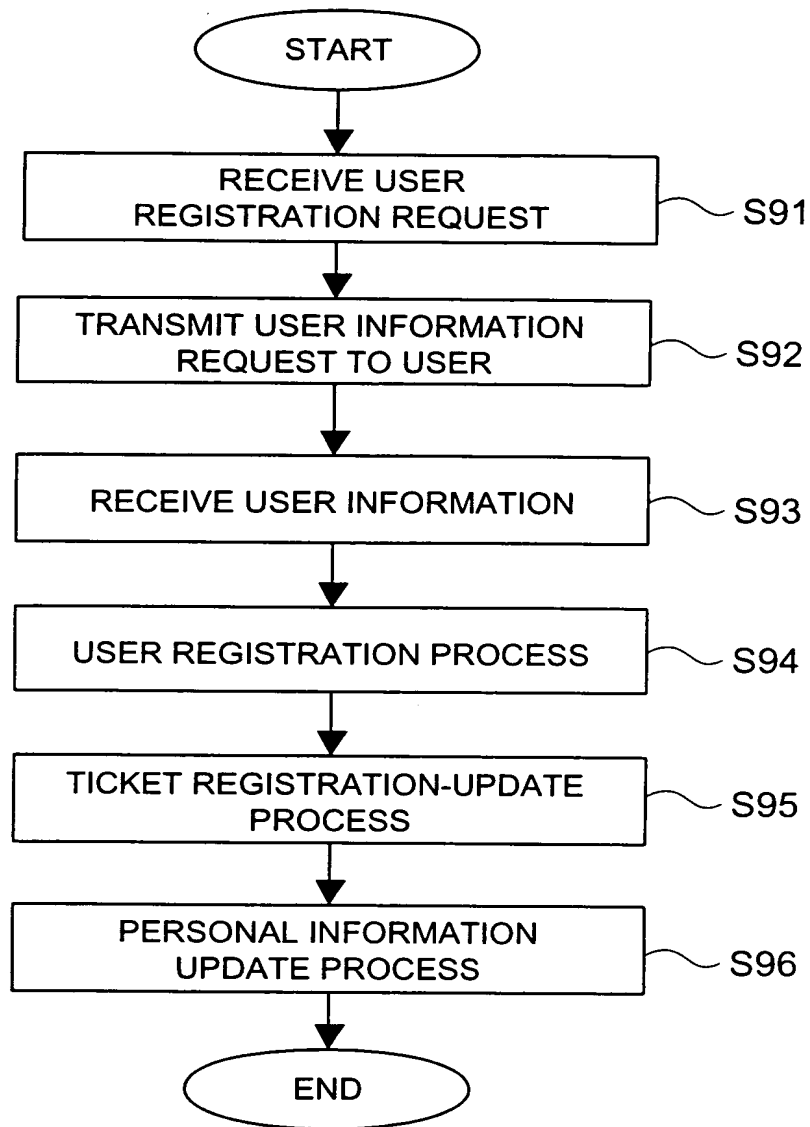 START
RECEIVE USER
REGISTRATION REQUEST
S91
TRANSMIT USER INFORMATION
REQUEST TO USER
S92
RECEIVE USER INFORMATION
S93
USER REGISTRATION PROCESS
S94
TICKET REGISTRATION-UPDATE
PROCESS
S95
PERSONAL INFORMATION
UPDATE PROCESS
S96
END